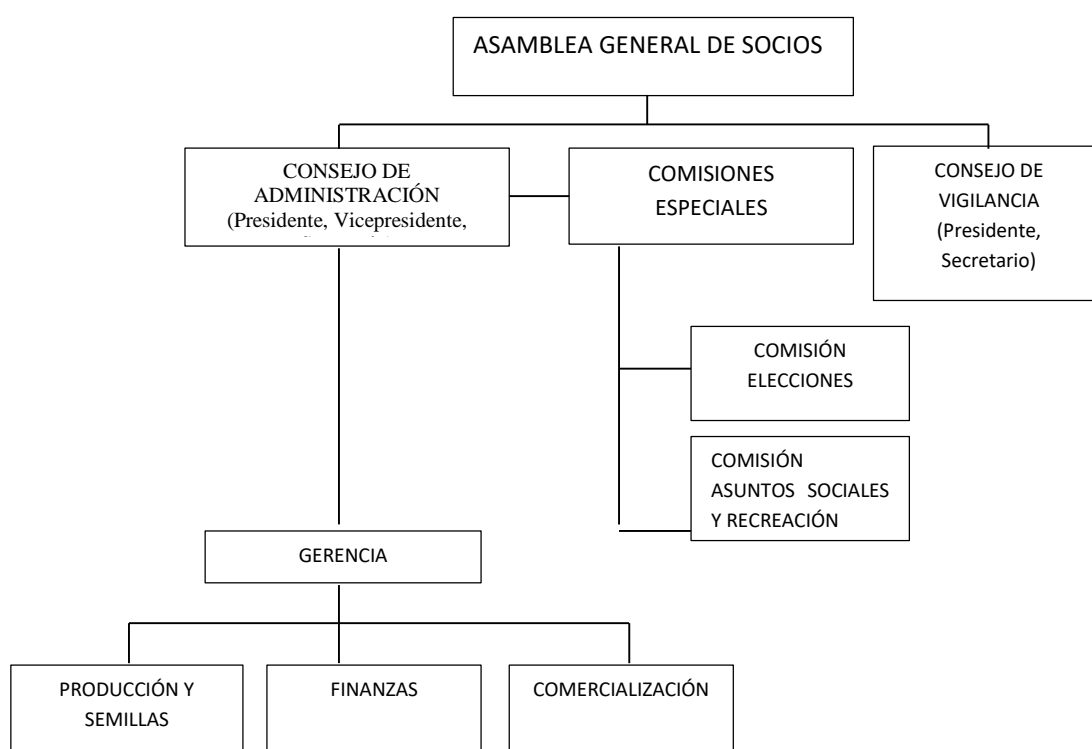 ASAMBLEA GENERAL DE SOCIOS
CONSEJO DE
ADMINISTRACIÓN
(Presidente, Vicepresidente,
COMISIONES
ESPECIALES
CONSEJO DE
VIGILANCIA
(Presidente,
Secretario)
COMISIÓN
ELECCIONES
COMISIÓN
ASUNTOS SOCIALES
Y RECREACIÓN
GERENCIA
PRODUCCIÓN Y
SEMILLAS
FINANZAS
COMERCIALIZACIÓN